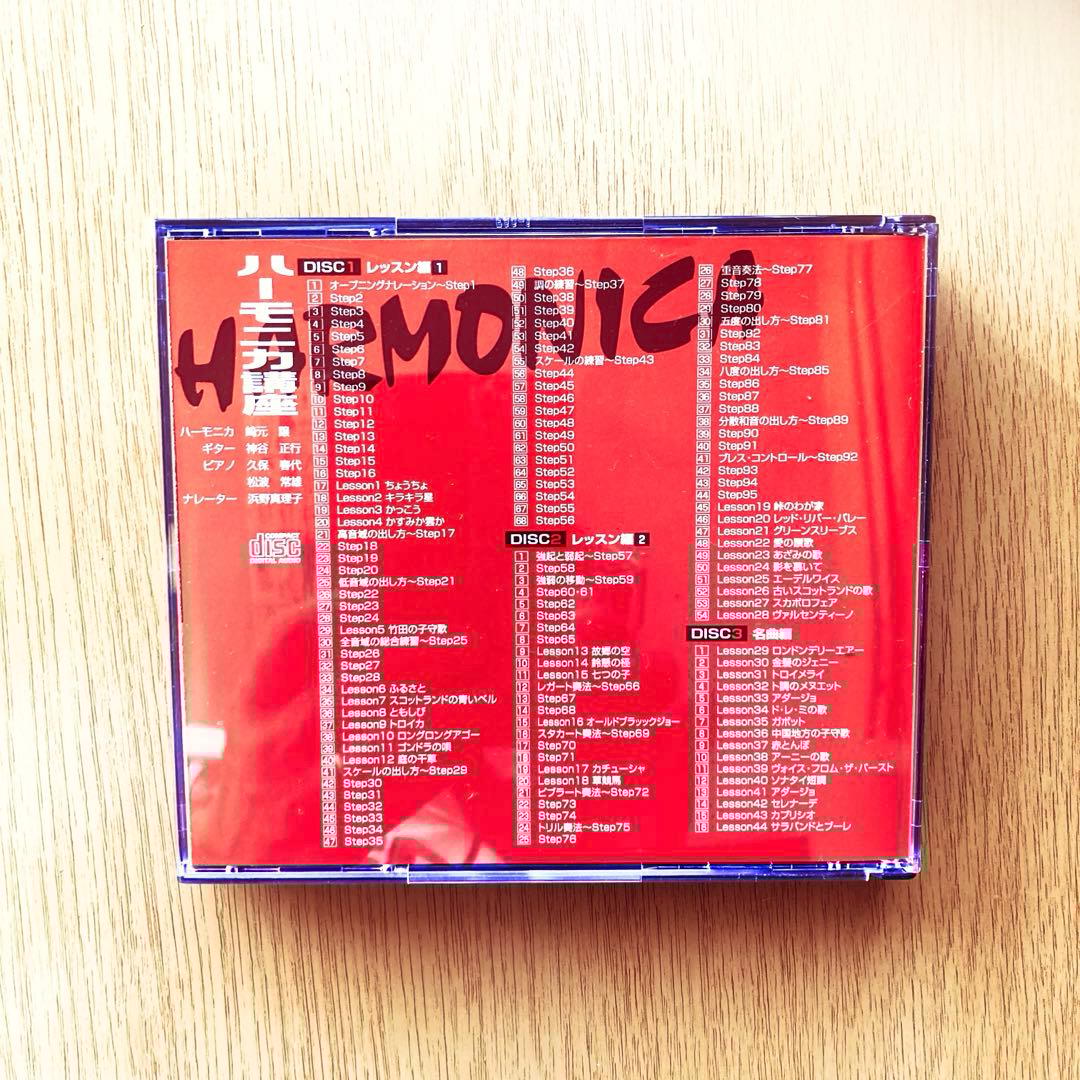 ハーモニカ講座
HARMONICA
ハーモニカ 崎元 讓
ギター 神谷 正行
ピアノ 久保 春代
松波 常雄
ナレーター 浜野真理子
COMPACT
disc
DIGITAL AUDIO
DISC1 レッスン編1
1 オープニングナレーション〜Step1
2 Step2
3 Step3
4 Step4
5 Step5
6 Step6
7 Step7
8 Step8
9 Step9
10 Step10
11 Step11
12 Step12
13 Step13
14 Step14
15 Step15
16 Step16
17 Lesson1 ちょうちょ
18 Lesson2 キラキラ星
19 Lesson3 かっこう
20 Lesson4 かすみか雲か
21 高音域の出し方〜Step17
22 Step18
23 Step19
24 Step20
25 低音域の出し方〜Step21
26 Step22
27 Step23
28 Step24
29 Lesson5 竹田の子守歌
30 全音域の総合練習〜Step25
31 Step26
32 Step27
33 Step28
34 Lesson6 ふるさと
35 Lesson7 スコットランドの青いベル
36 Lesson8 ともしび
37 Lesson9 トロイカ
38 Lesson10 ロングロングアゴー
39 Lesson11 ゴンドラの唄
40 Lesson12 庭の千草
41 スケールの出し方〜Step29
42 Step30
43 Step31
44 Step32
45 Step33
46 Step34
47 Step35
48 Step36
49 調の練習〜Step37
50 Step38
51 Step39
52 Step40
53 Step41
54 Step42
55 スケールの練習〜Step43
56 Step44
57 Step45
58 Step46
59 Step47
60 Step48
61 Step49
62 Step50
63 Step51
64 Step52
65 Step53
66 Step54
67 Step55
68 Step56
DISC2 レッスン編2
1 強起と弱起〜Step57
2 Step58
3 強弱の移動〜Step59
4 Step60・61
5 Step62
6 Step63
7 Step64
8 Step65
9 Lesson13 故郷の空
10 Lesson14 鈴懸の径
11 Lesson15 七つの子
12 レガート奏法〜Step66
13 Step67
14 Step68
15 Lesson16 オールドブラックジョー
16 スタカート奏法〜Step69
17 Step70
18 Step71
19 Lesson17 カチューシャ
20 Lesson18 草競馬
21 ビブラート奏法〜Step72
22 Step73
23 Step74
24 トリル奏法〜Step75
25 Step76
26 重音奏法〜Step77
27 Step78
28 Step79
29 Step80
30 五度の出し方〜Step81
31 Step92
32 Step83
33 Step84
34 八度の出し方〜Step85
35 Step86
36 Step87
37 Step88
38 分散和音の出し方〜Step89
39 Step90
40 Step91
41 ブレス・コントロール〜Step92
42 Step93
43 Step94
44 Step95
45 Lesson19 峠のわが家
46 Lesson20 レッド・リバー・バレー
47 Lesson21 グリーンスリーブス
48 Lesson22 愛の讃歌
49 Lesson23 あざみの歌
50 Lesson24 影を慕いて
51 Lesson25 エーデルワイス
52 Lesson26 古いスコットランドの歌
53 Lesson27 スカボロフェア
54 Lesson28 ヴァルセンティーノ
DISC3 名曲編
1 Lesson29 ロンドンデリーエアー
2 Lesson30 金髪のジェニー
3 Lesson31 トロイメライ
4 Lesson32 ト調のメヌエット
5 Lesson33 アダージョ
6 Lesson34 ド・レ・ミの歌
7 Lesson35 ガボット
8 Lesson36 中国地方の子守歌
9 Lesson37 赤とんぼ
10 Lesson38 アーニーの歌
11 Lesson39 ヴォイス・フロム・ザ・パースト
12 Lesson40 ソナタイ短調
13 Lesson41 アダージョ
14 Lesson42 セレナーデ
15 Lesson43 カプリシオ
16 Lesson44 サラバンドとブーレ